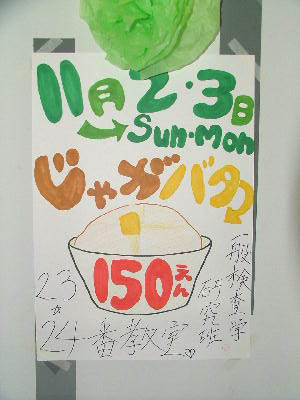 11月2・3日
Sun・Mon
じゃがバター
150えん
一般検査学
研究班
23☆
24番教室